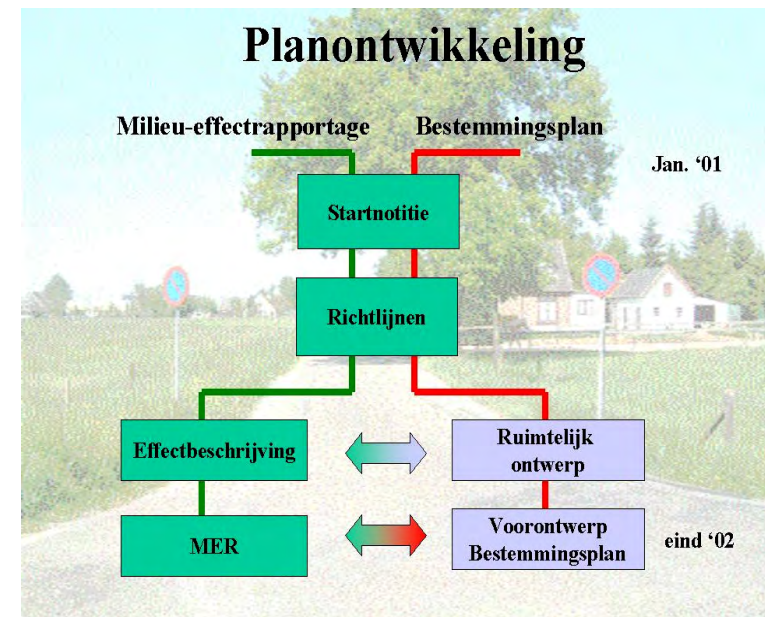 Planontwikkeling
Milieu-effectrapportage
Bestemmingsplan
Jan. ‘01
Startnotitie
Richtlijnen
Effectbeschrijving
Ruimtelijk
ontwerp
MER
Voorontwerp
Bestemmingsplan
eind ‘02